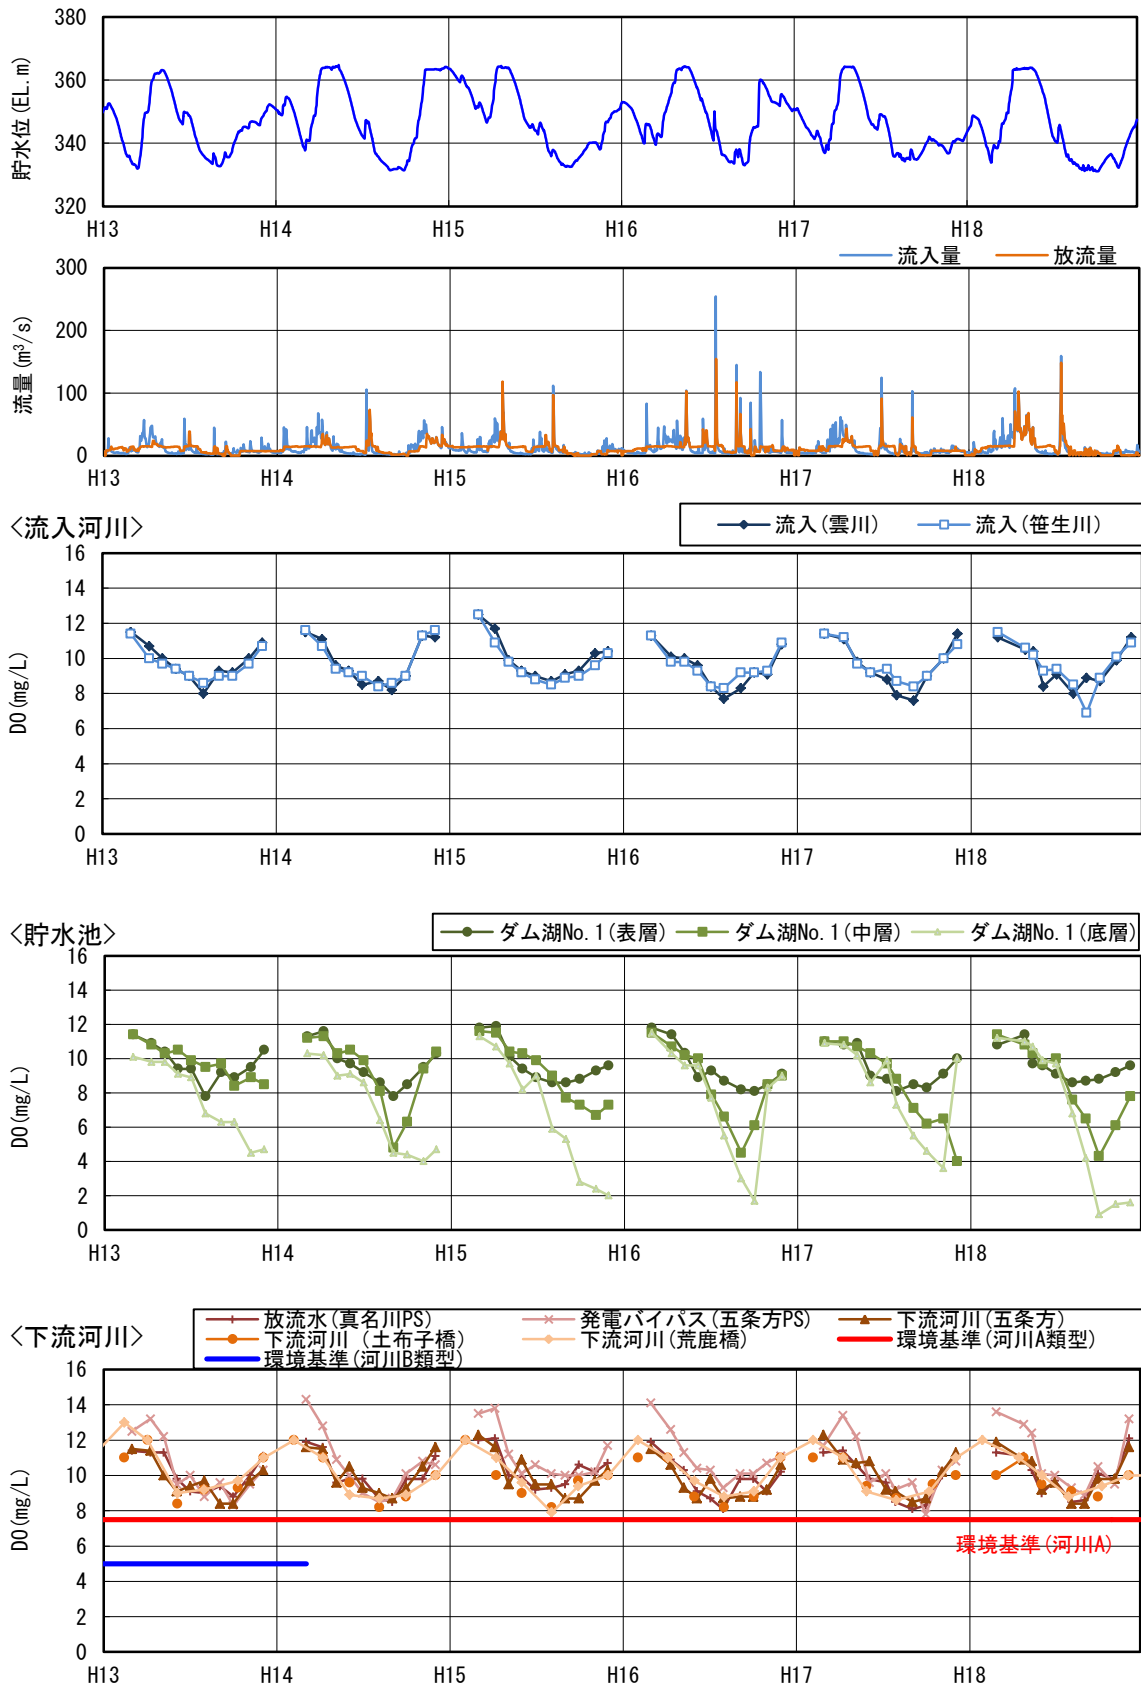 380
360
340
320
貯水位(EL.m)
H13 H14 H15 H16 H17 H18
流入量 放流量
300
200
100
0
流量(m³/s)
H13 H14 H15 H16 H17 H18
<流入河川>
流入(雲川) 流入(笹生川)
16
14
12
10
8
6
4
2
0
DO(mg/L)
H13 H14 H15 H16 H17 H18
<貯水池>
ダム湖No.1(表層) ダム湖No.1(中層) ダム湖No.1(底層)
16
14
12
10
8
6
4
2
0
DO(mg/L)
H13 H14 H15 H16 H17 H18
<下流河川>
放流水(真名川PS) 発電バイパス(五条方PS) 下流河川(五条方)
下流河川 (土布子橋) 下流河川(荒鹿橋) 環境基準(河川A類型)
環境基準(河川B類型)
16
14
12
10
8
6
4
2
0
DO(mg/L)
環境基準(河川A)
H13 H14 H15 H16 H17 H18